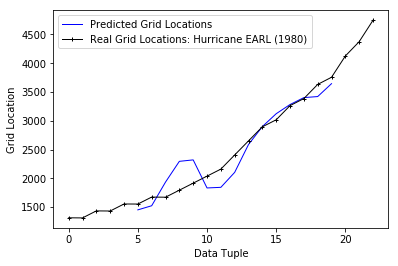 Predicted Grid Locations
Real Grid Locations: Hurricane EARL (1980)
4500
4000
3500
3000
2500
2000
1500
Grid Location
0 5 10 15 20
Data Tuple